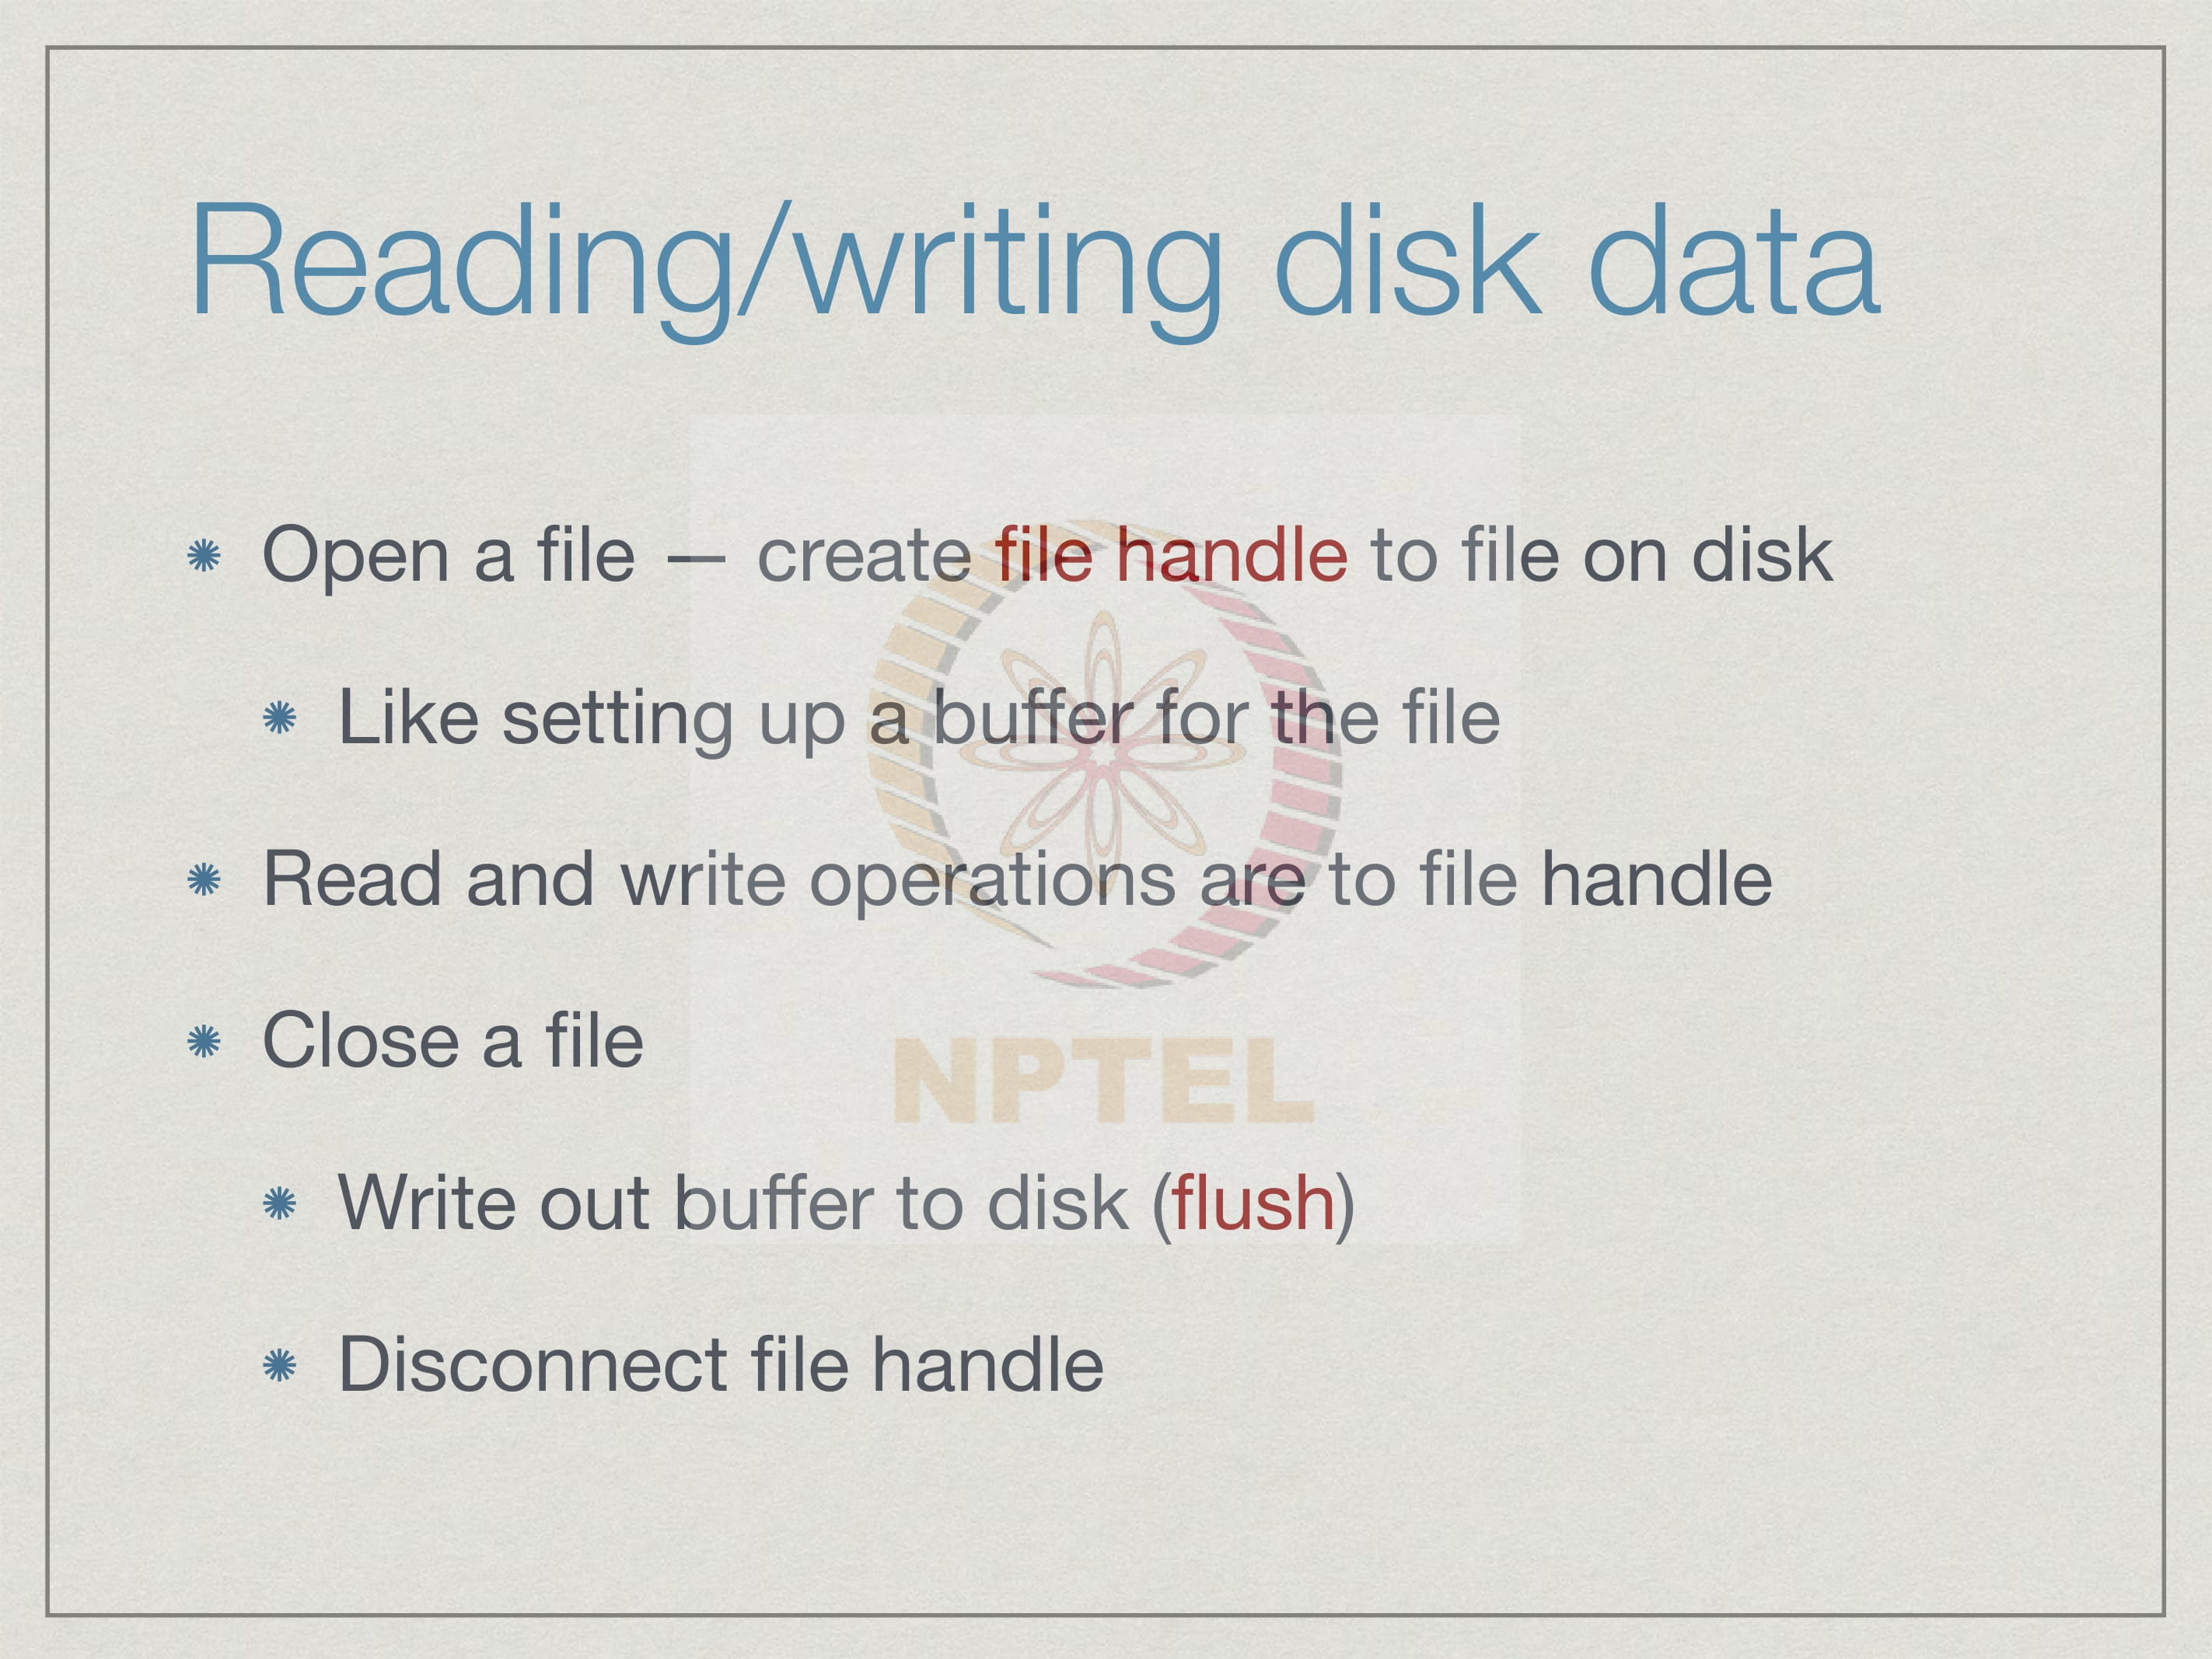 Reading/writing disk data
Open a file — create file handle to file on disk
Like setting up a buffer for the file
Read and write operations are to file handle
Close a file
NPTEL
Write out buffer to disk (flush)
Disconnect file handle